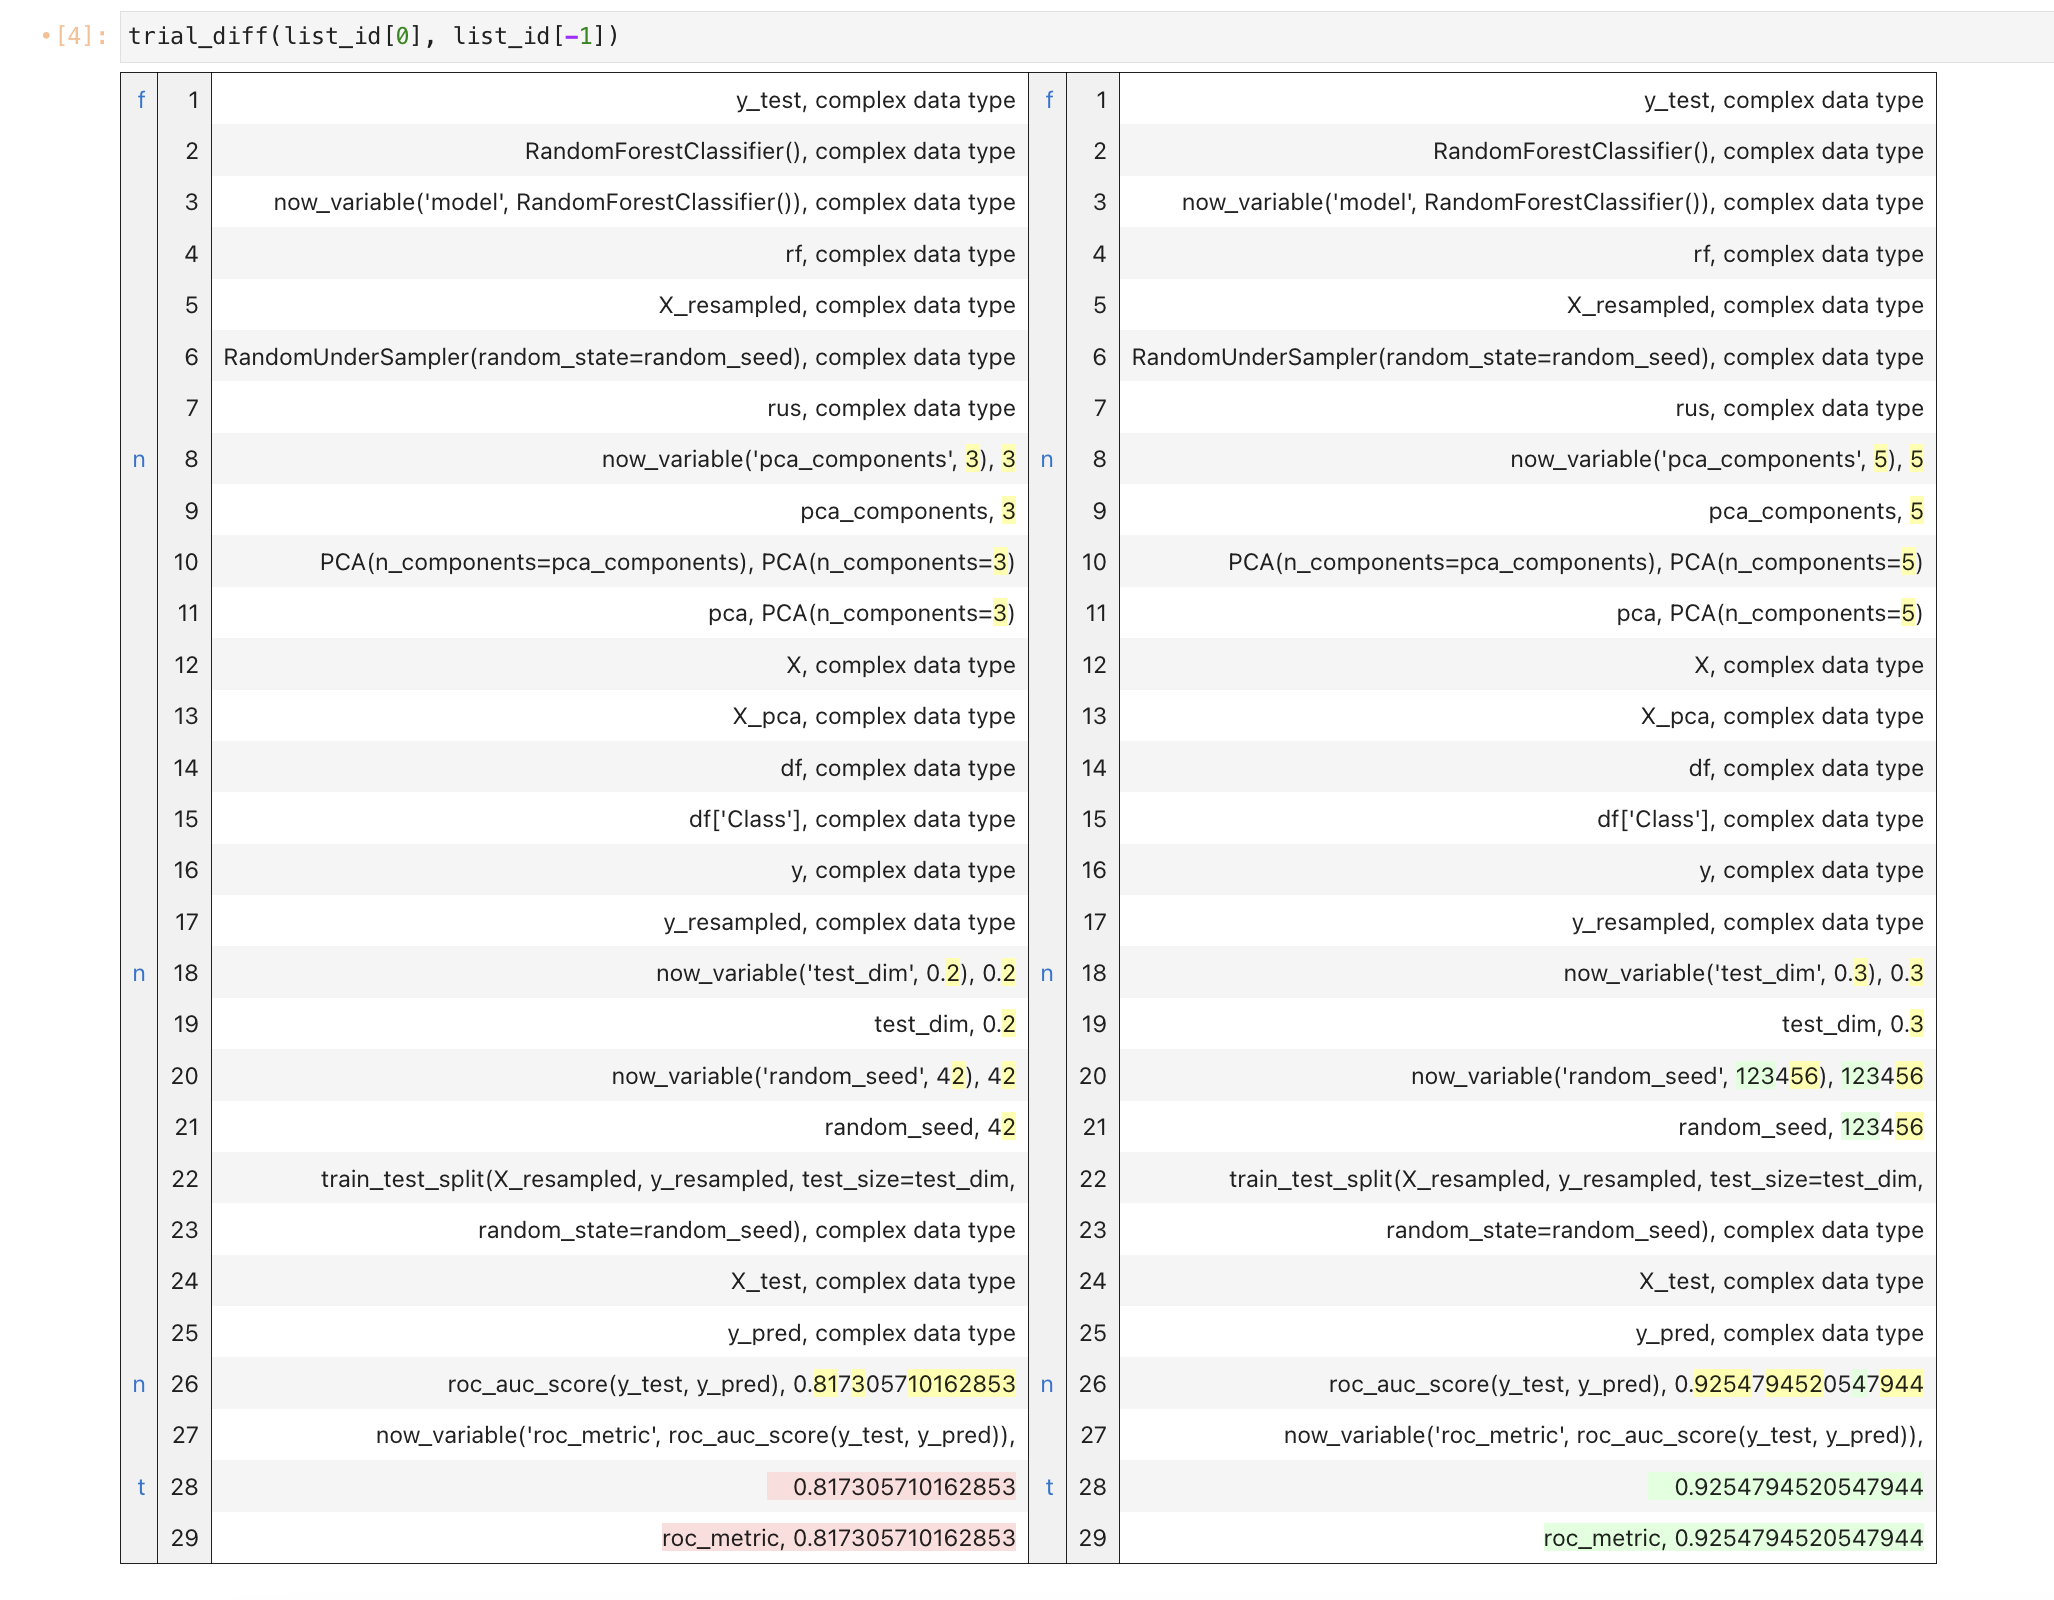 •[4]: trial_diff(list_id[0], list_id[-1])
f 1 y_test, complex data type f 1 y_test, complex data type
2 RandomForestClassifier(), complex data type 2 RandomForestClassifier(), complex data type
3 now_variable('model', RandomForestClassifier()), complex data type 3 now_variable('model', RandomForestClassifier()), complex data type
4 rf, complex data type 4 rf, complex data type
5 X_resampled, complex data type 5 X_resampled, complex data type
6 RandomUnderSampler(random_state=random_seed), complex data type 6 RandomUnderSampler(random_state=random_seed), complex data type
7 rus, complex data type 7 rus, complex data type
n 8 now_variable('pca_components', 3), 3 n 8 now_variable('pca_components', 5), 5
9 pca_components, 3 9 pca_components, 5
10 PCA(n_components=pca_components), PCA(n_components=3) 10 PCA(n_components=pca_components), PCA(n_components=5)
11 pca, PCA(n_components=3) 11 pca, PCA(n_components=5)
12 X, complex data type 12 X, complex data type
13 X_pca, complex data type 13 X_pca, complex data type
14 df, complex data type 14 df, complex data type
15 df['Class'], complex data type 15 df['Class'], complex data type
16 y, complex data type 16 y, complex data type
17 y_resampled, complex data type 17 y_resampled, complex data type
n 18 now_variable('test_dim', 0.2), 0.2 n 18 now_variable('test_dim', 0.3), 0.3
19 test_dim, 0.2 19 test_dim, 0.3
20 now_variable('random_seed', 42), 42 20 now_variable('random_seed', 123456), 123456
21 random_seed, 42 21 random_seed, 123456
22 train_test_split(X_resampled, y_resampled, test_size=test_dim, 22 train_test_split(X_resampled, y_resampled, test_size=test_dim,
23 random_state=random_seed), complex data type 23 random_state=random_seed), complex data type
24 X_test, complex data type 24 X_test, complex data type
25 y_pred, complex data type 25 y_pred, complex data type
n 26 roc_auc_score(y_test, y_pred), 0.817305710162853 n 26 roc_auc_score(y_test, y_pred), 0.9254794520547944
27 now_variable('roc_metric', roc_auc_score(y_test, y_pred)), 27 now_variable('roc_metric', roc_auc_score(y_test, y_pred)),
t 28 0.817305710162853 t 28 0.9254794520547944
29 roc_metric, 0.817305710162853 29 roc_metric, 0.9254794520547944